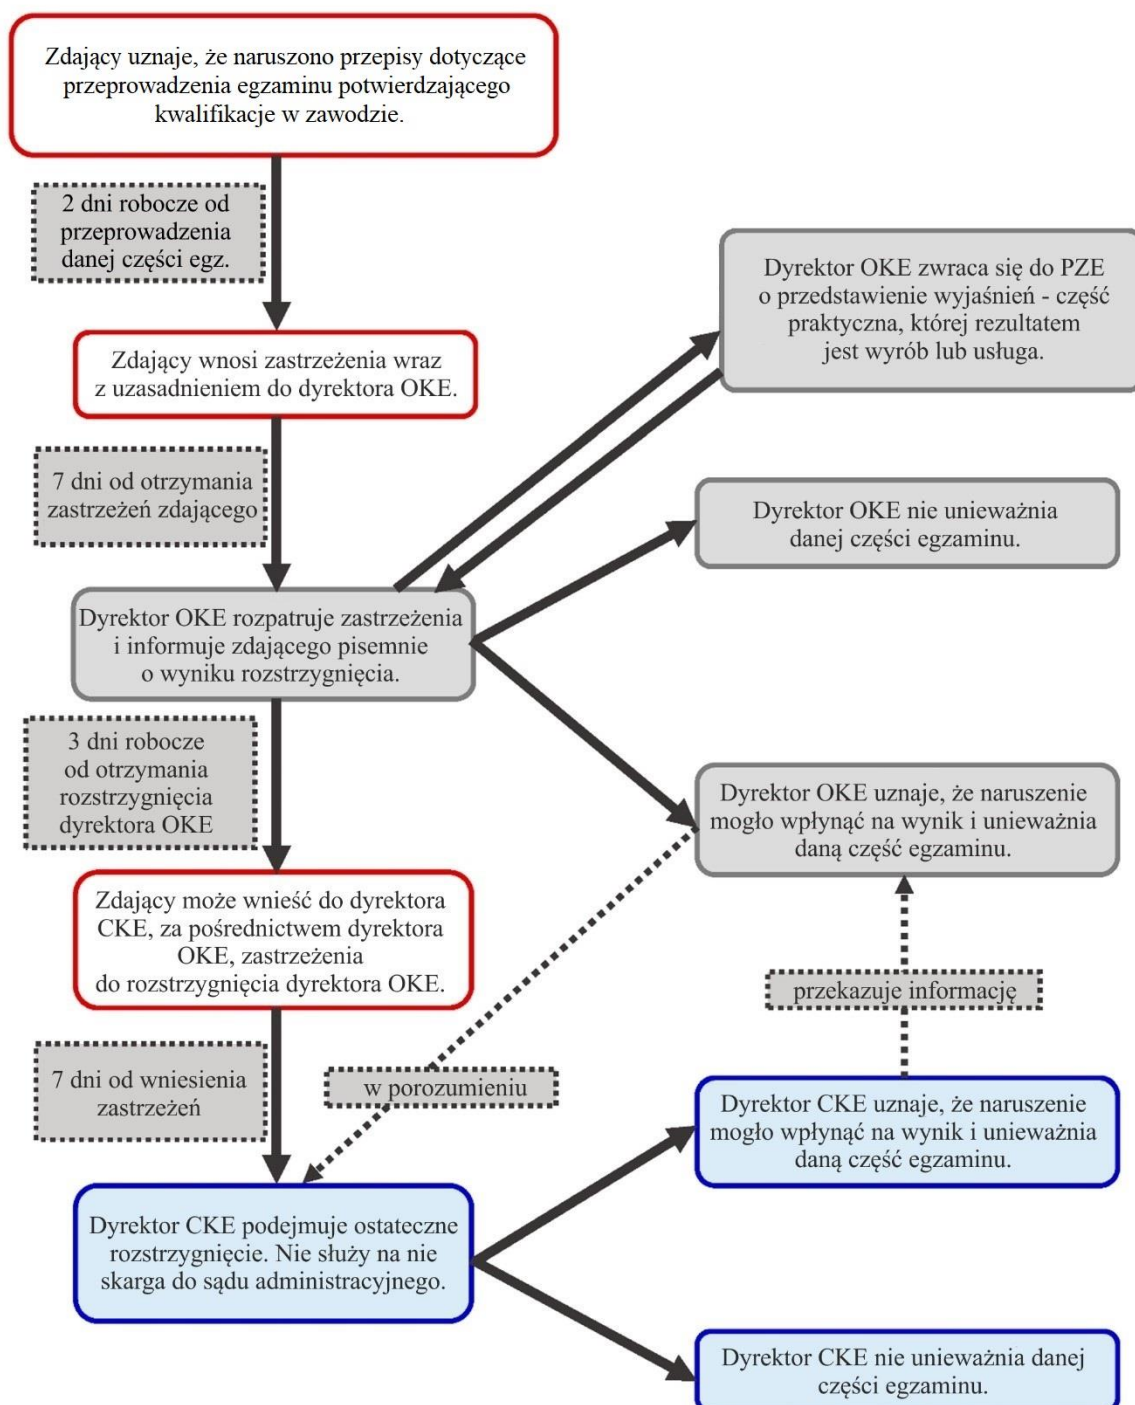 Zdający uznaje, że naruszono przepisy dotyczące
przeprowadzenia egzaminu potwierdzającego
kwalifikacje w zawodzie.
2 dni robocze od
przeprowadzenia
danej części egz.
Dyrektor OKE zwraca się do PZE
o przedstawienie wyjaśnień - część
praktyczna, której rezultatem
jest wyrób lub usługa.
Zdający wnosi zastrzeżenia wraz
z uzasadnieniem do dyrektora OKE.
7 dni od otrzymania
zastrzeżeń zdającego
Dyrektor OKE nie unieważnia
danej części egzaminu.
Dyrektor OKE rozpatruje zastrzeżenia
i informuje zdającego pisemnie
o wyniku rozstrzygnięcia.
3 dni robocze
od otrzymania
rozstrzygnięcia
dyrektora OKE
Dyrektor OKE uznaje, że naruszenie
mogło wpłynąć na wynik i unieważnia
daną część egzaminu.
Zdający może wnieść do dyrektora
CKE, za pośrednictwem dyrektora
OKE, zastrzeżenia
do rozstrzygnięcia dyrektora OKE.
przekazuje informację
7 dni od wniesienia
zastrzeżeń
w porozumieniu
Dyrektor CKE uznaje, że naruszenie
mogło wpłynąć na wynik i unieważnia
daną część egzaminu.
Dyrektor CKE podejmuje ostateczne
rozstrzygnięcie. Nie służy na nie
skarga do sądu administracyjnego.
Dyrektor CKE nie unieważnia danej
części egzaminu.